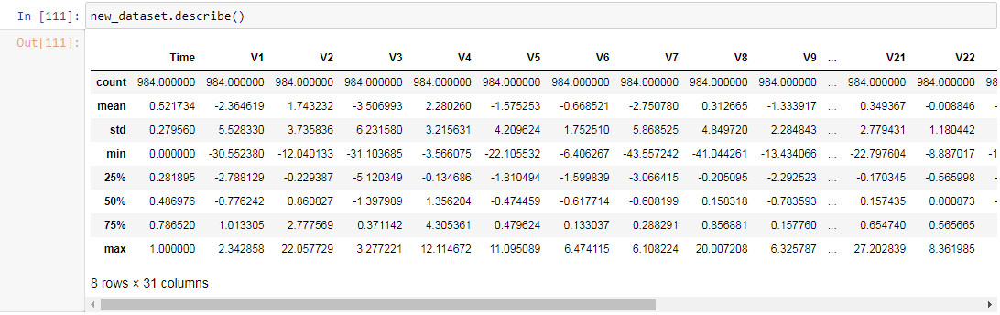 In [111]: new_dataset.describe()
Out[111]:
Time V1 V2 V3 V4 V5 V6 V7 V8 V9 ... V21 V22
count 984.000000 984.000000 984.000000 984.000000 984.000000 984.000000 984.000000 984.000000 984.000000 984.000000 ... 984.000000 984.000000 98
mean 0.521734 -2.364619 1.743232 -3.506993 2.280260 -1.575253 -0.668521 -2.750780 0.312665 -1.333917 ... 0.349367 -0.008846 -
std 0.279560 5.528330 3.735836 6.231580 3.215631 4.209624 1.752510 5.868525 4.849720 2.284843 ... 2.779431 1.180442
min 0.000000 -30.552380 -12.040133 -31.103685 -3.566075 -22.105532 -6.406267 -43.557242 -41.044261 -13.434066 ... -22.797604 -8.887017 -1
25% 0.281895 -2.788129 -0.229387 -5.120349 -0.134686 -1.810494 -1.599839 -3.066415 -0.205095 -2.292523 ... -0.170345 -0.565998 -
50% 0.486976 -0.776242 0.860827 -1.397989 1.356204 -0.474459 -0.617714 -0.608199 0.158318 -0.783593 ... 0.157435 0.000873 -
75% 0.786520 1.013305 2.777569 0.371142 4.305361 0.479624 0.133037 0.288291 0.856881 0.157760 ... 0.654740 0.565665
max 1.000000 2.342858 22.057729 3.277221 12.114672 11.095089 6.474115 6.108224 20.007208 6.325787 ... 27.202839 8.361985
8 rows × 31 columns